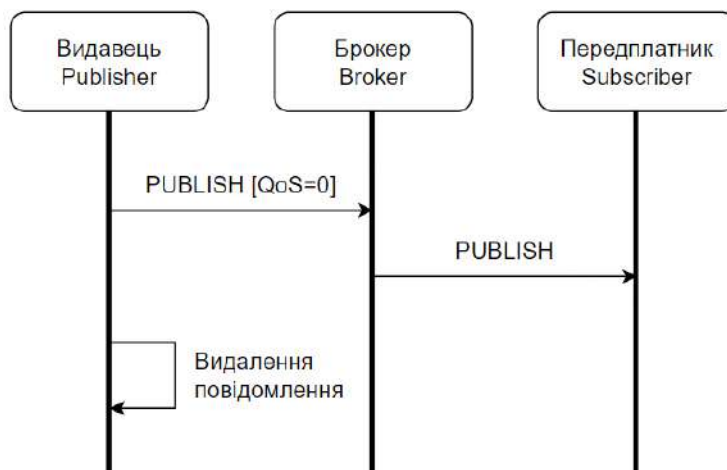 Видавець
Publisher
Брокер
Broker
Передплатник
Subscriber
PUBLISH [QoS=0]
PUBLISH
Видалення
повідомлення